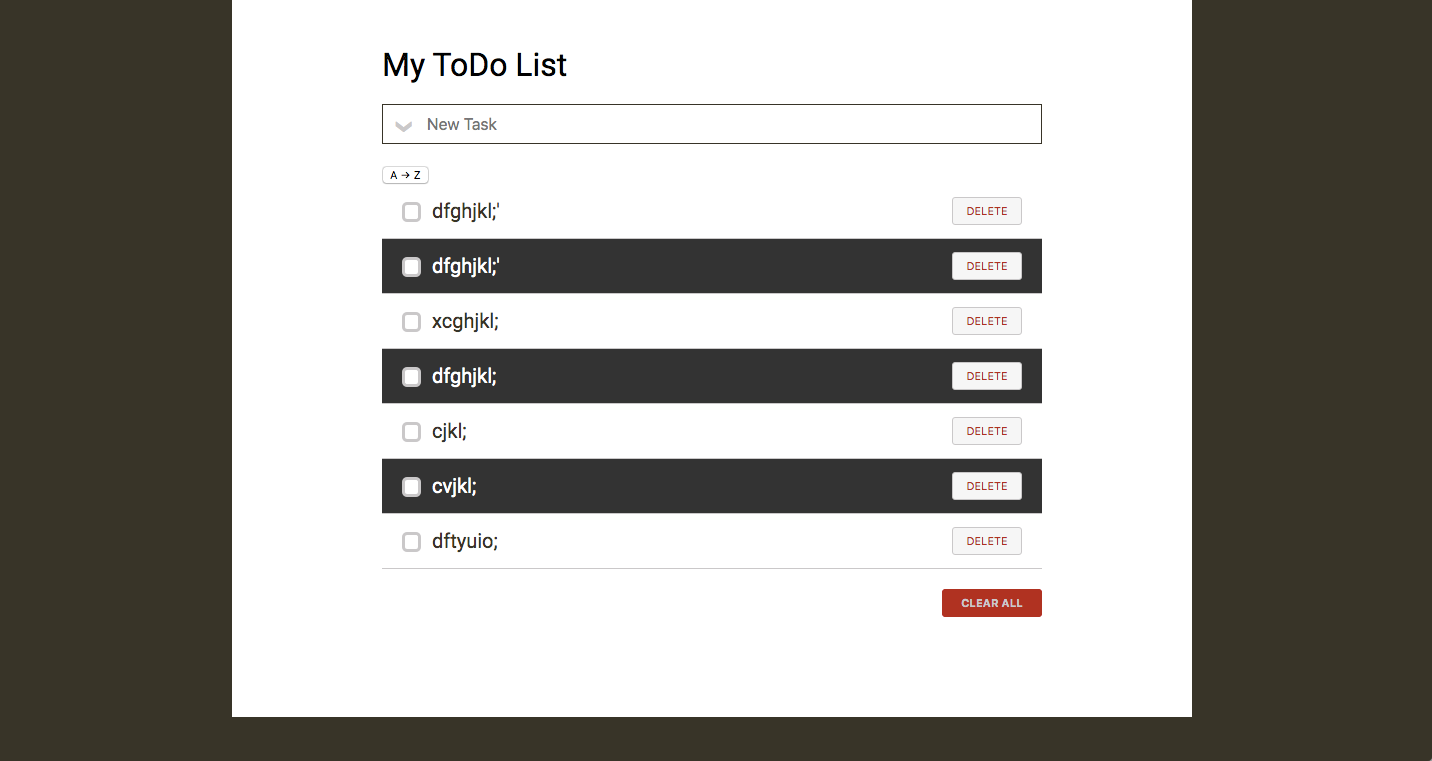 My ToDo List
New Task
A → Z
dfghjkl;' DELETE
dfghjkl;' DELETE
xcghjkl; DELETE
dfghjkl; DELETE
cjkl; DELETE
cvjkl; DELETE
dftyuio; DELETE
CLEAR ALL